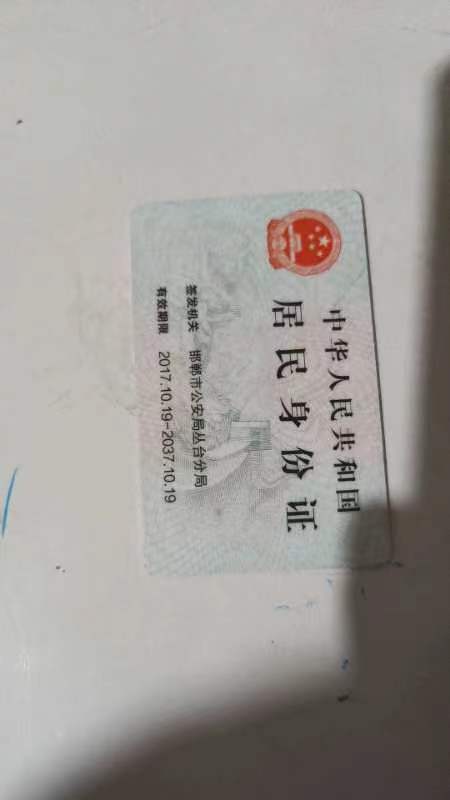 中华人民共和国
居民身份证
签发机关 邯郸市公安局丛台分局
有效期限 2017.10.19-2037.10.19